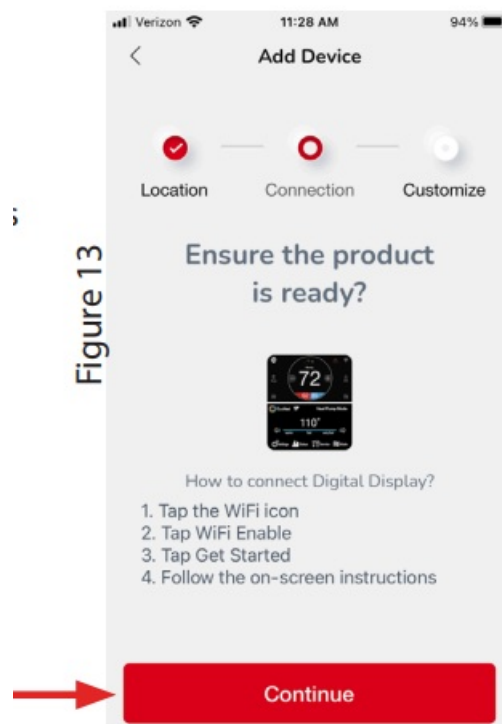 Verizon 11:28 AM 94%
Add Device
Location Connection Customize
Ensure the product
is ready?
72
110°
How to connect Digital Display?
1. Tap the WiFi icon
2. Tap WiFi Enable
3. Tap Get Started
4. Follow the on-screen instructions
Continue
Figure 13